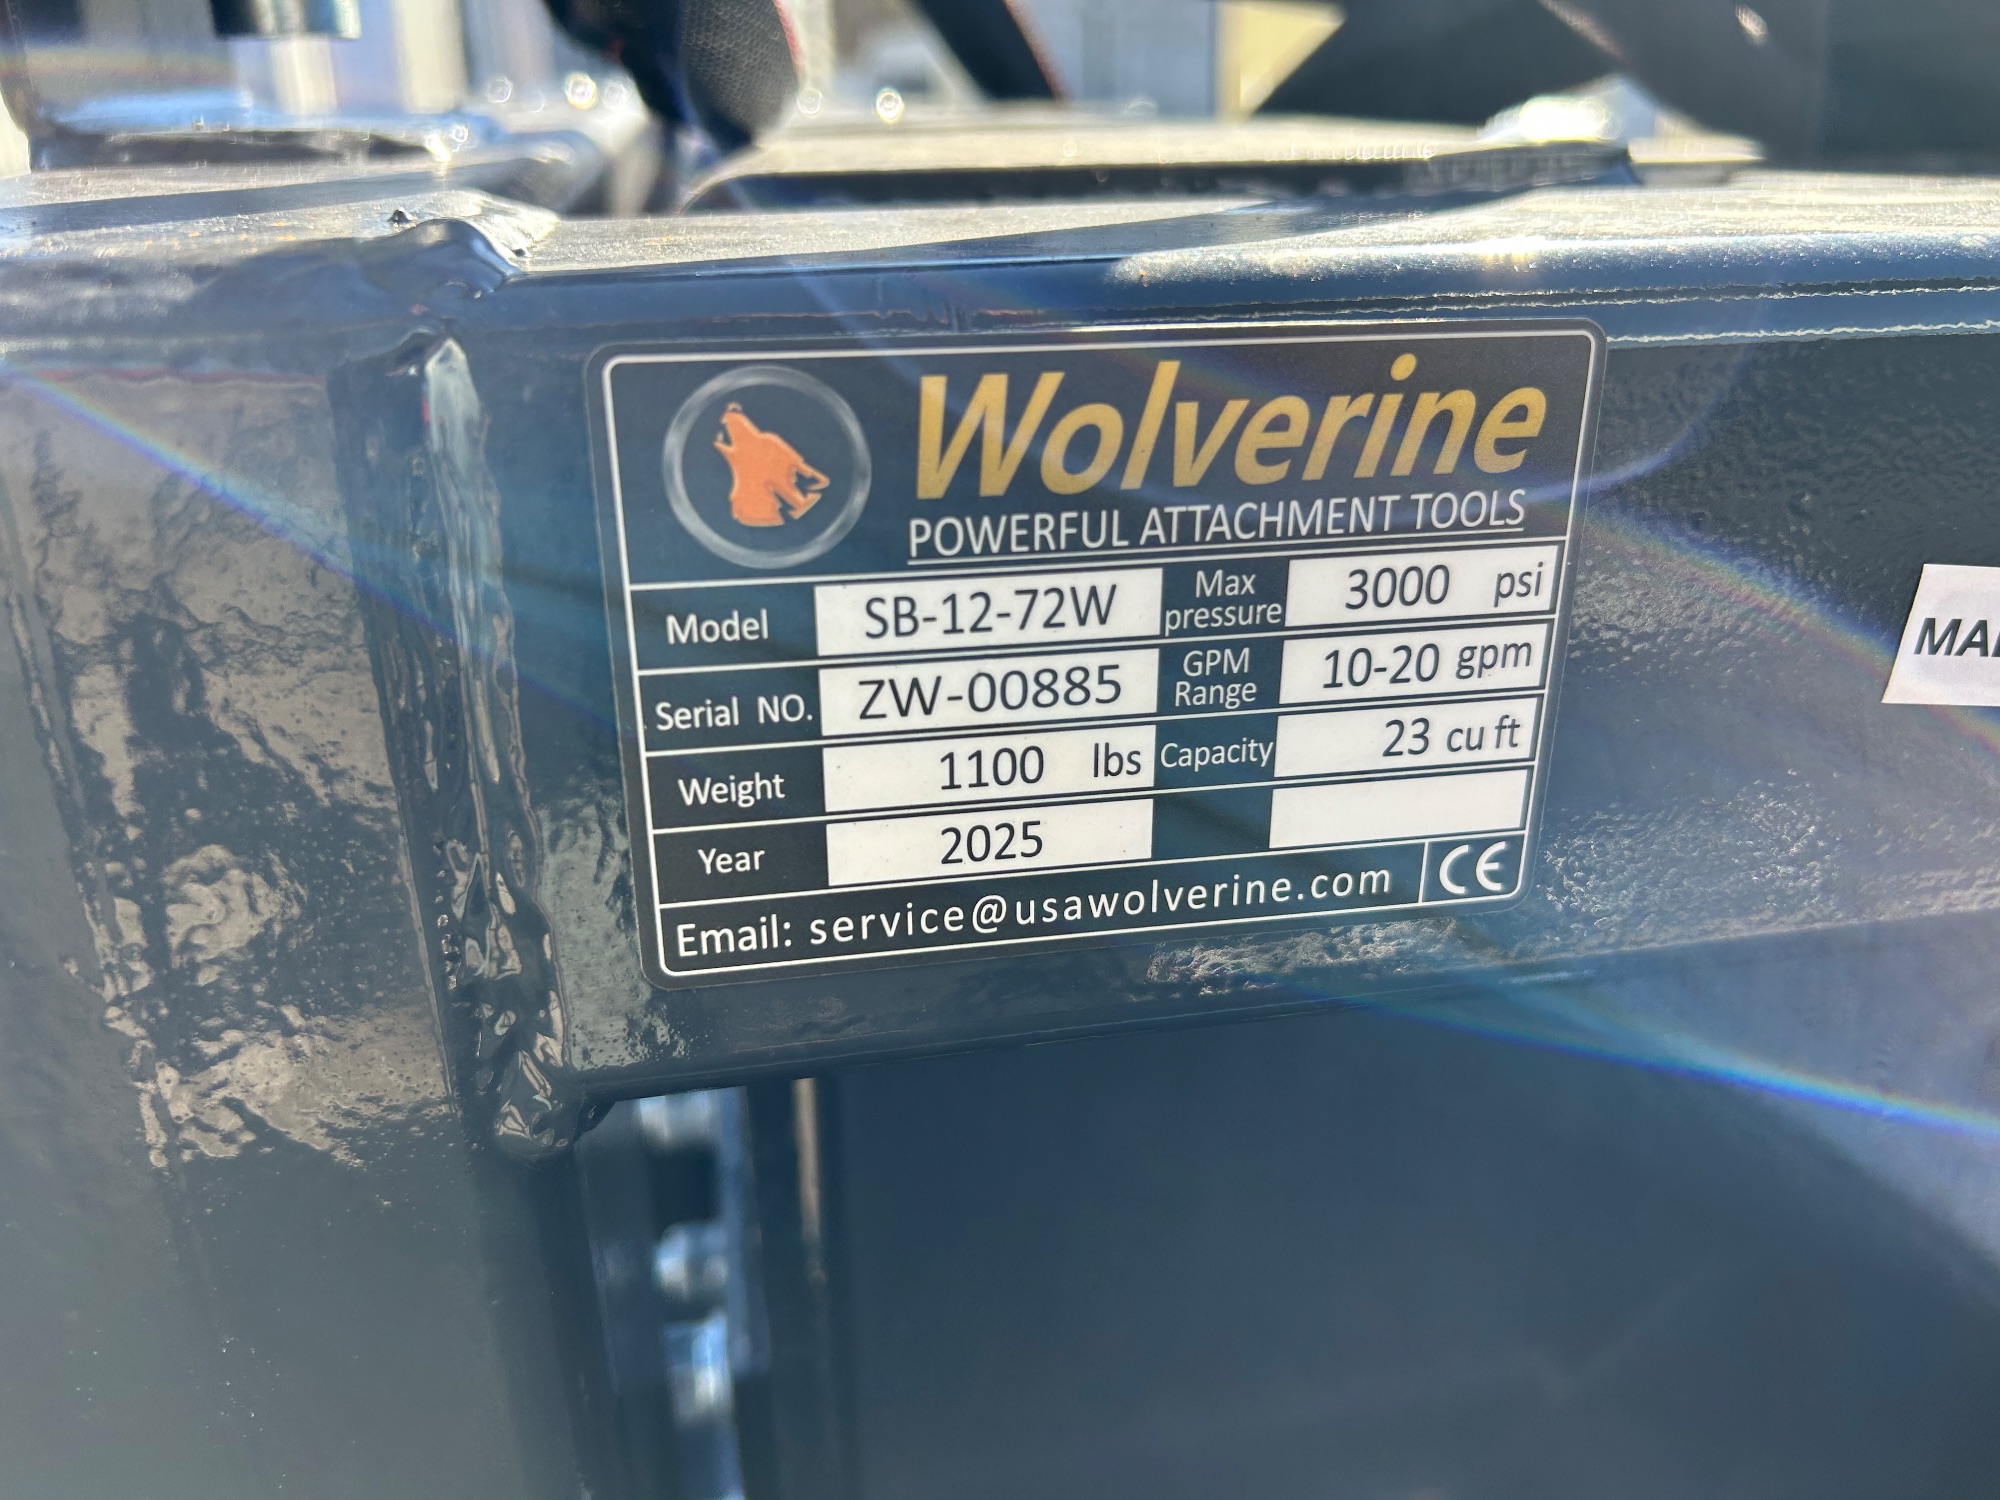 Wolverine
POWERFUL ATTACHMENT TOOLS
Model SB-12-72W Max pressure 3000 psi
Serial NO. ZW-00885 GPM Range 10-20 gpm
Weight 1100 lbs Capacity 23 cu ft
Year 2025
Email: service@usawolverine.com CE